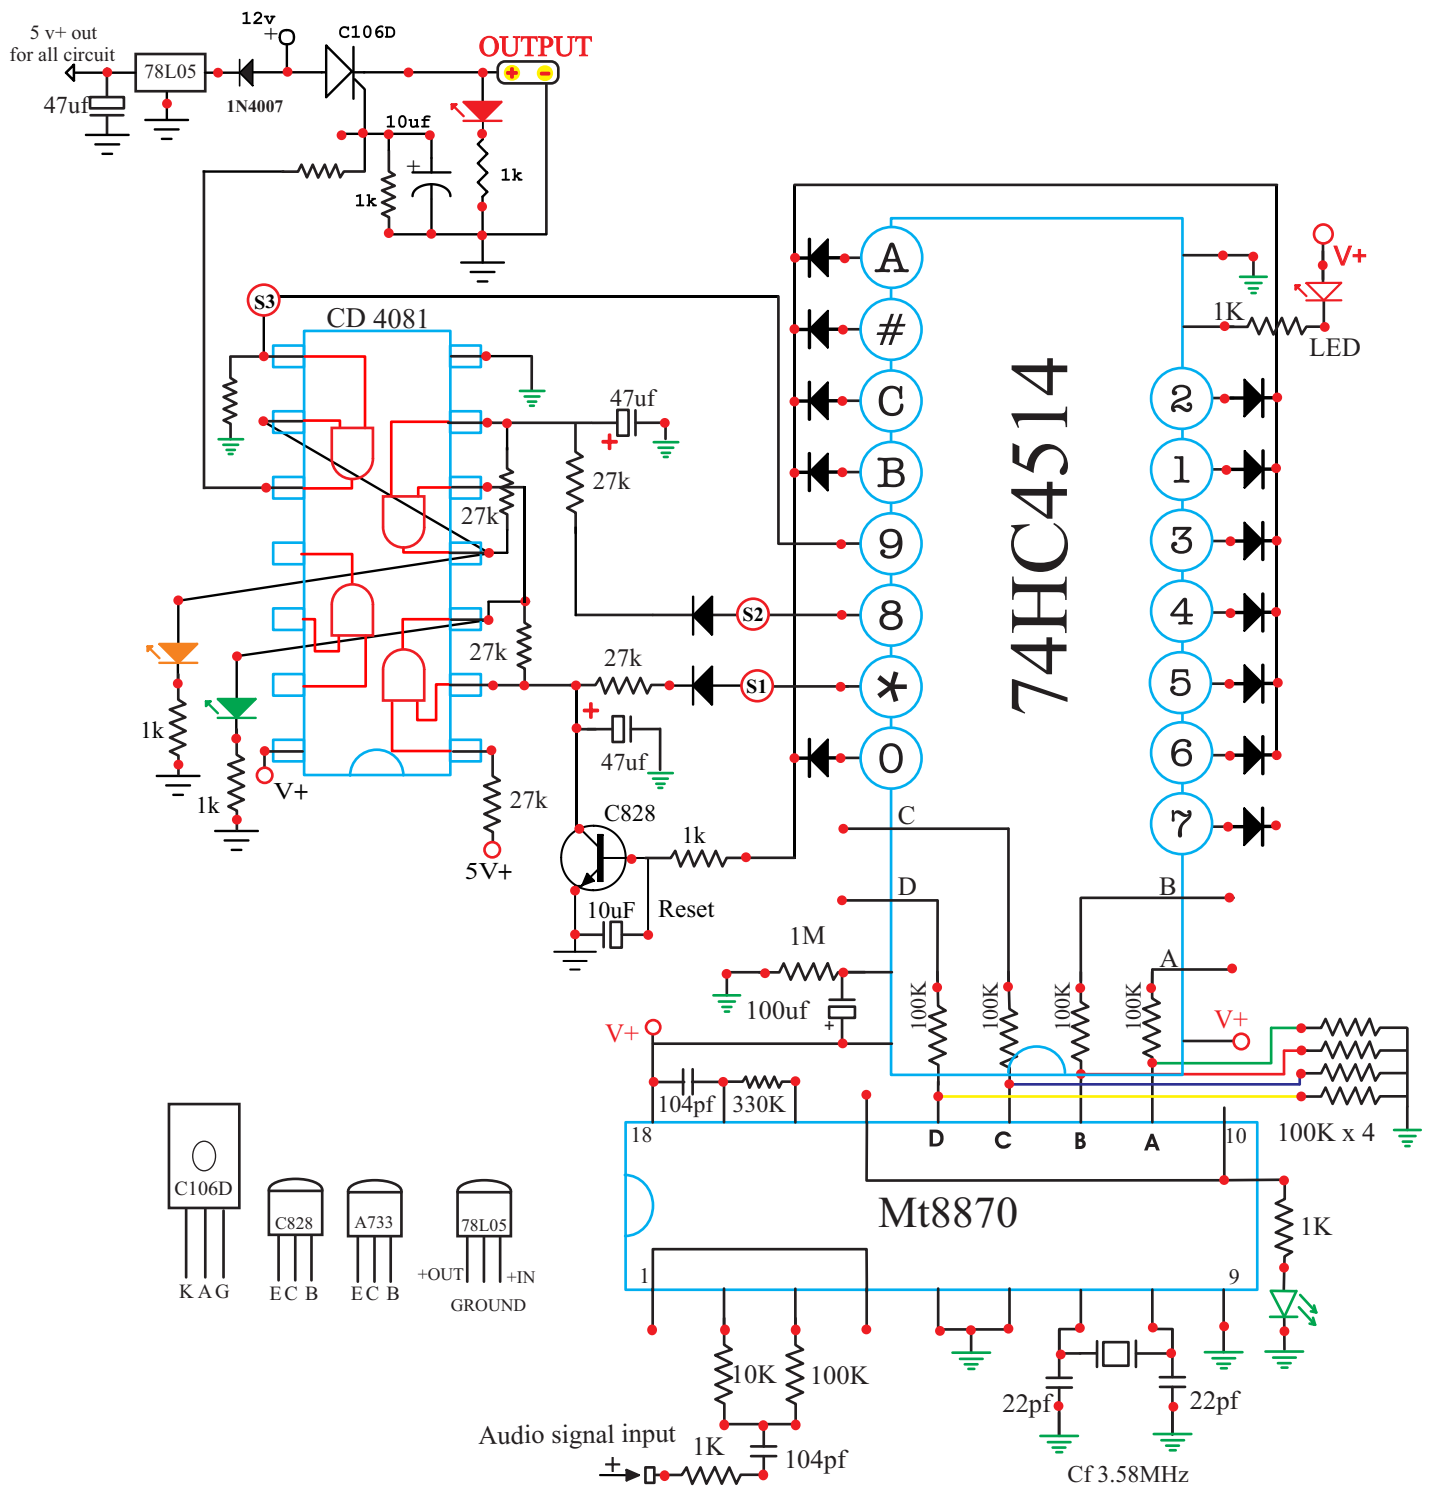 5 v+ out
for all circuit
78L05
47uf
1N4007
12v
+
C106D
OUTPUT
+ -
10uf
+
1k
1k
S3
CD 4081
47uf
+
27k
27k
S2
27k
27k
S1
+
47uf
1k
1k
V+
27k
5V+
C828
1k
10uF
Reset
A
#
C
B
9
8
*
0
74HC4514
V+
1K
LED
2
1
3
4
5
6
7
C
D
B
A
1M
100uf
+
100K
100K
100K
100K
V+
V+
104pf
330K
100K x 4
18
D
C
B
A
10
Mt8870
1
9
1K
10K
100K
22pf
22pf
Cf 3.58MHz
Audio signal input
+
1K
104pf
C106D
K A G
C828
E C B
A733
E C B
78L05
+OUT
+IN
GROUND